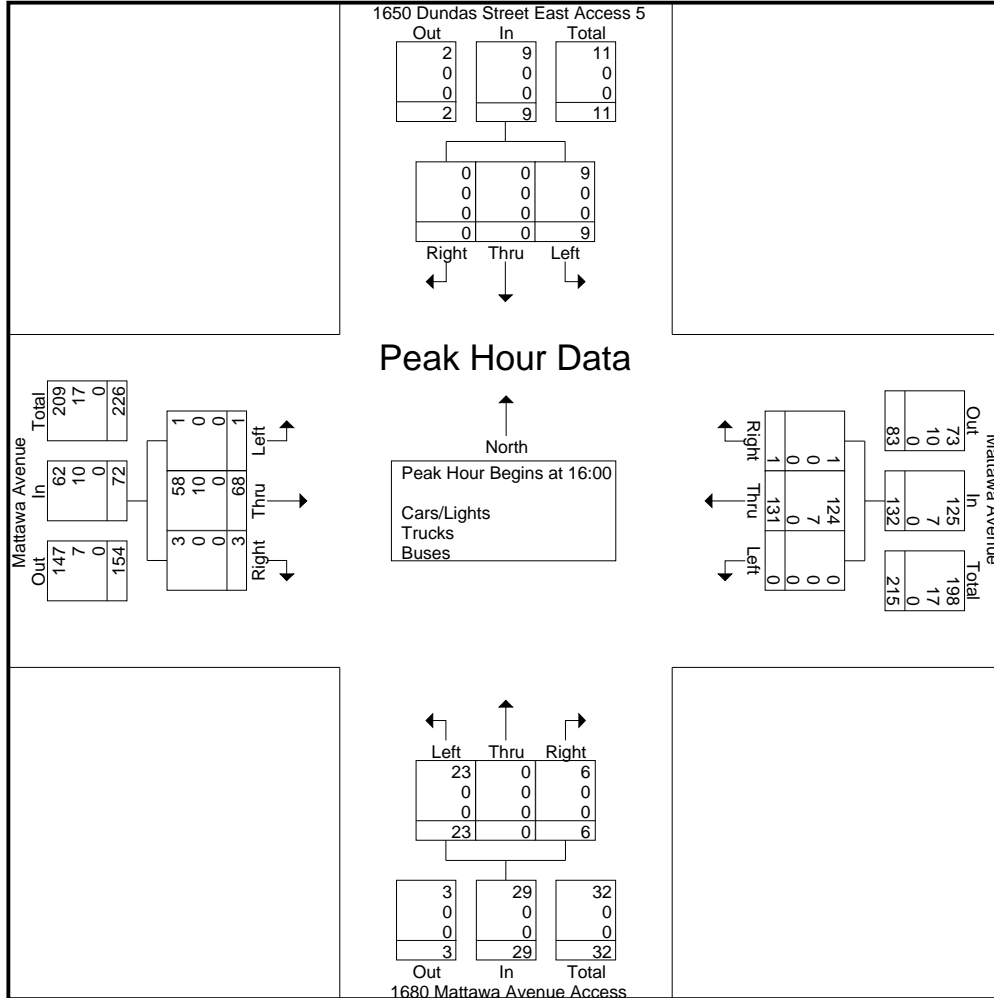 1650 Dundas Street East Access 5
Out In Total
2 9 11
0 0 0
0 0 0
2 9 11
0 0 9
0 0 0
0 0 0
0 0 9
Right Thru Left
Peak Hour Data
North
Peak Hour Begins at 16:00
Cars/Lights
Trucks
Buses
Mattawa Avenue
Out In Total
147 62 209
7 10 17
0 0 0
154 72 226
3 58 1
0 10 0
0 0 0
3 68 1
Right Thru Left
Mattawa Avenue
Out In Total
73 125 198
10 7 17
0 0 0
83 132 215
1 124 0
0 7 0
0 0 0
1 131 0
Right Thru Left
Left Thru Right
23 0 6
0 0 0
0 0 0
23 0 6
3 29 32
0 0 0
0 0 0
3 29 32
Out In Total
1680 Mattawa Avenue Access